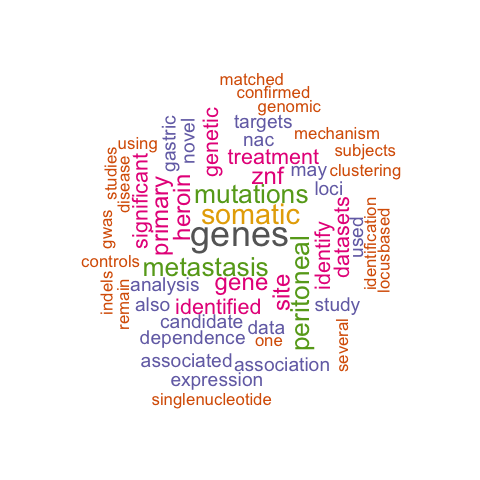 matched
confirmed
genomic
targets
mechanism
nac
subjects
using
gastric
novel
genetic
treatment
studies
disease
significant
primary
heroin
znf
may
clustering
mutations
loci
somatic
genes
gwas
controls
metastasis
peritoneal
identify
datasets
used
identification
locusbased
indels
remain
analysis
gene
site
also
identified
study
candidate
data
dependence
one
several
associated
association
expression
singlenucleotide